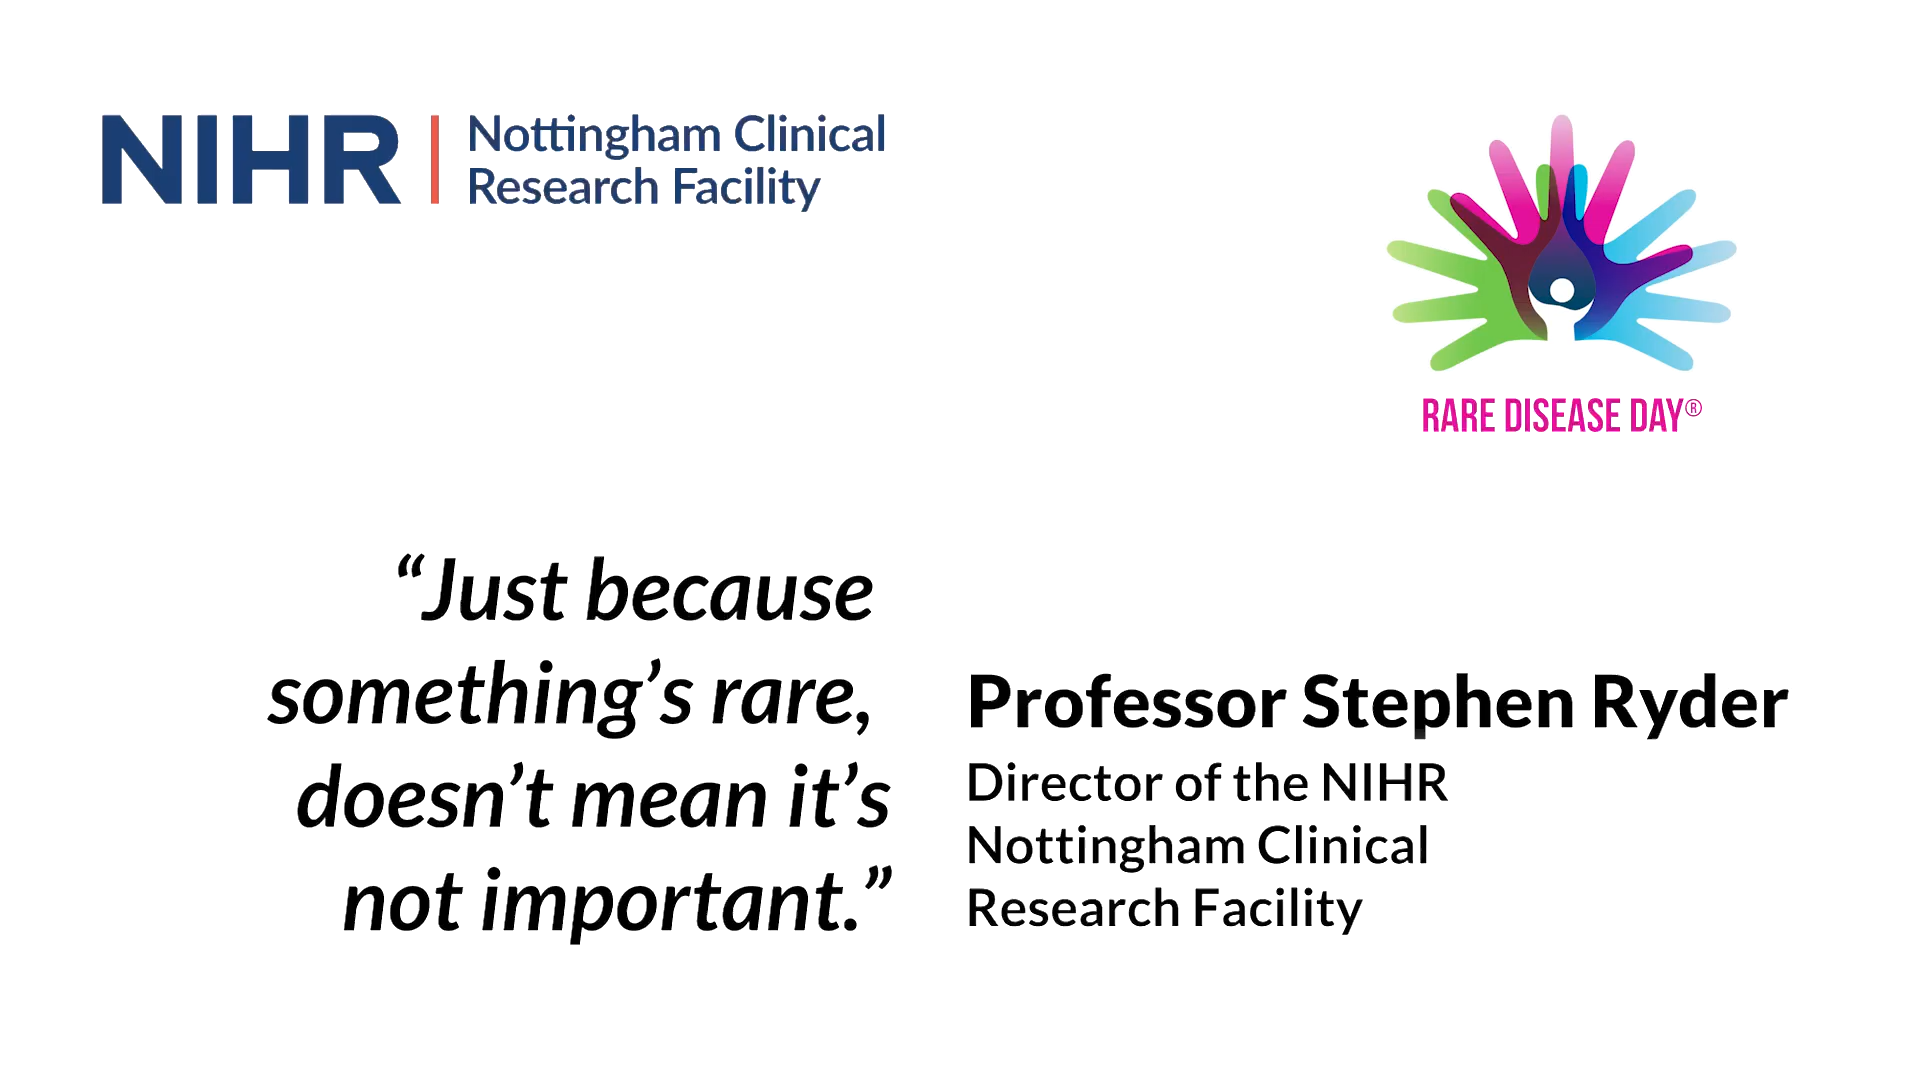 NIHR
Nottingham Clinical
Research Facility
RARE DISEASE DAY®
“Just because
something’s rare,
doesn’t mean it’s
not important.”
Professor Stephen Ryder
Director of the NIHR
Nottingham Clinical
Research Facility